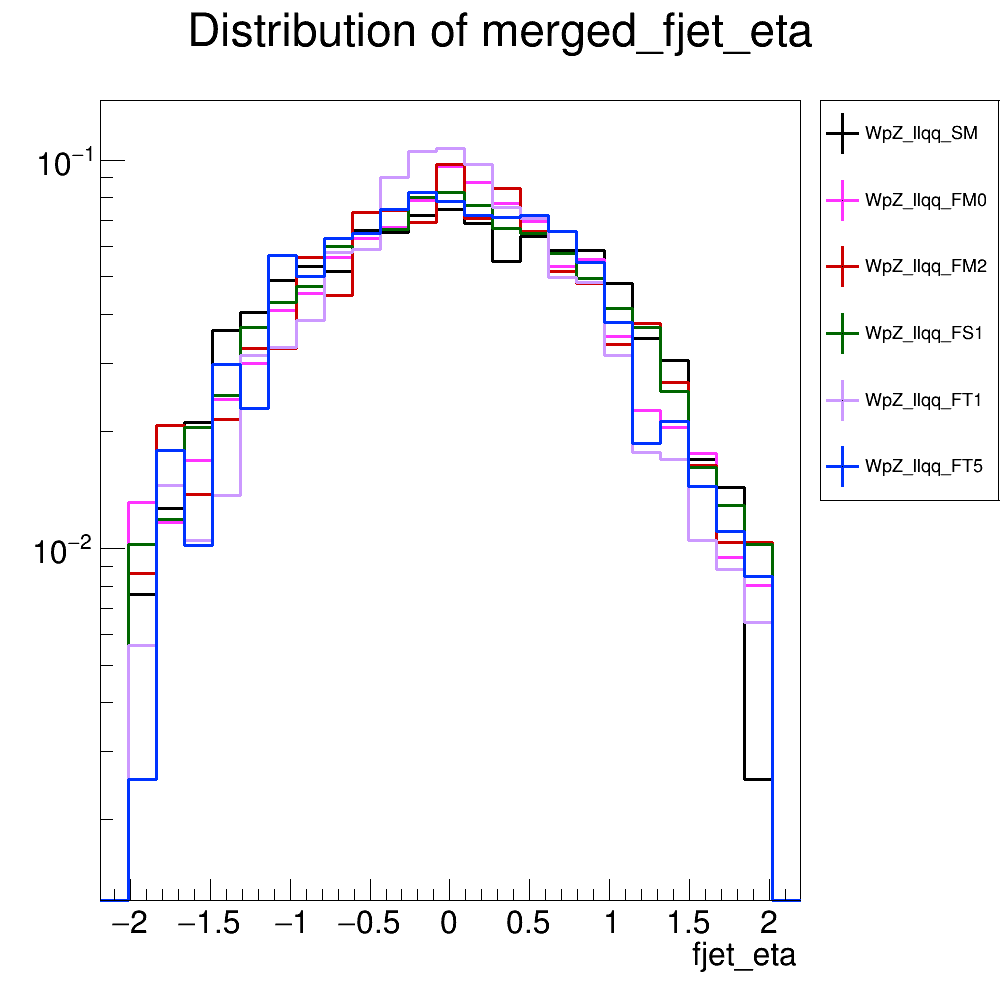 Distribution of merged_fjet_eta
10⁻¹
10⁻²
−2 −1.5 −1 −0.5 0 0.5 1 1.5 2
fjet_eta
WpZ_llqq_SM
WpZ_llqq_FM0
WpZ_llqq_FM2
WpZ_llqq_FS1
WpZ_llqq_FT1
WpZ_llqq_FT5